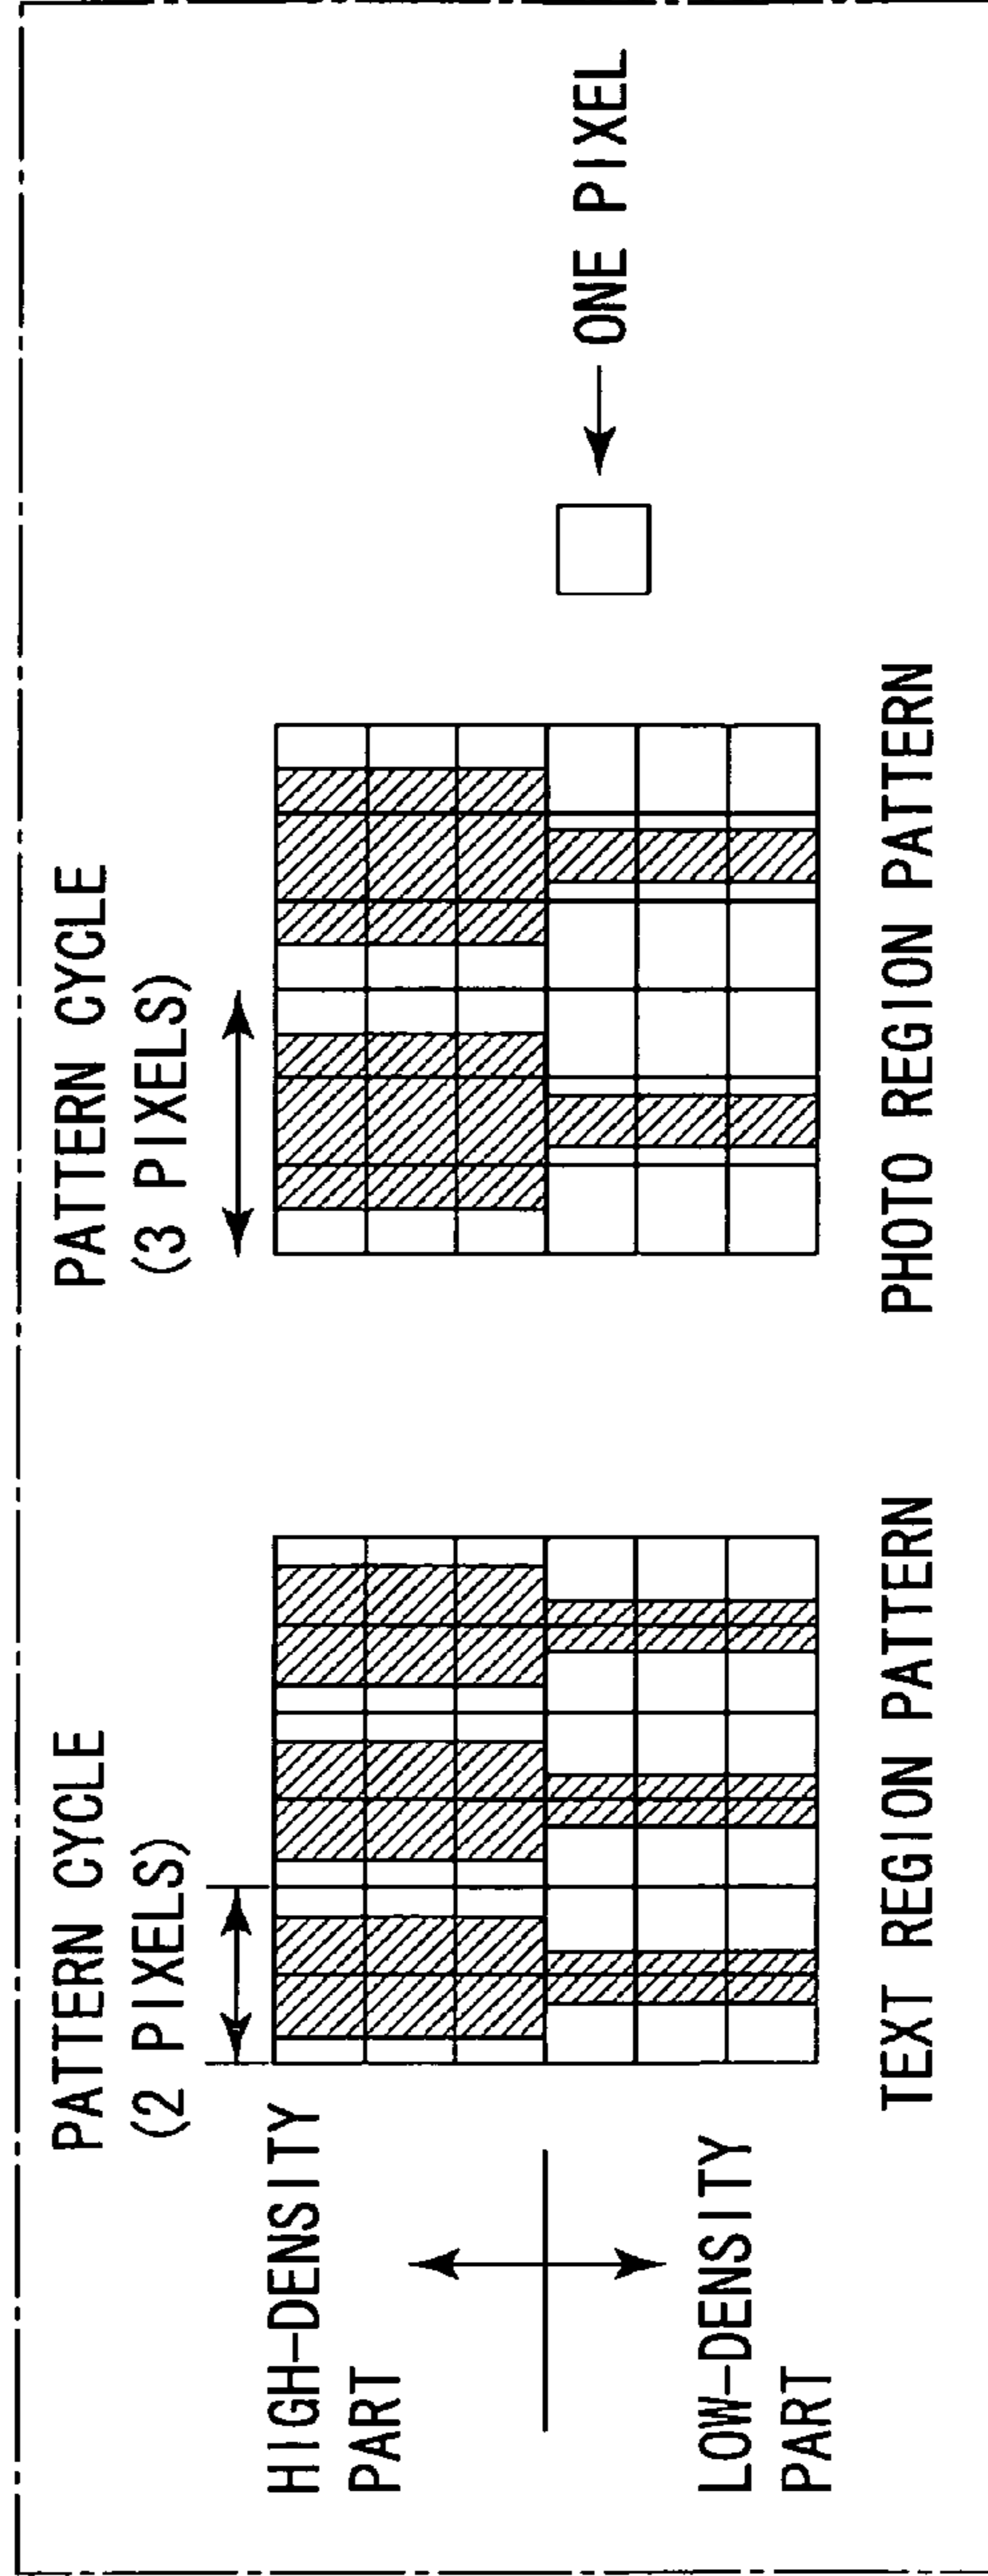 PATTERN CYCLE
(2 PIXELS)
PATTERN CYCLE
(3 PIXELS)
HIGH-DENSITY
PART
LOW-DENSITY
PART
ONE PIXEL
TEXT REGION PATTERN
PHOTO REGION PATTERN